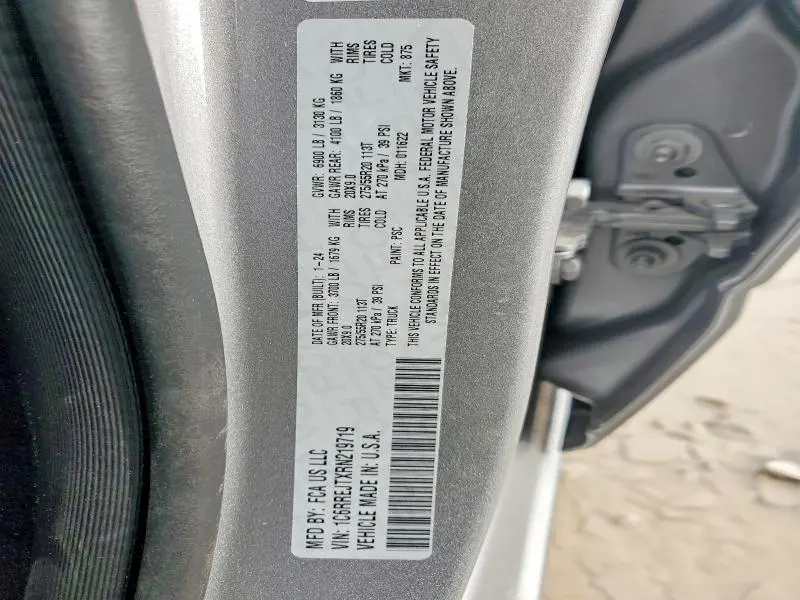 MFD BY: FCA US LLC
VIN: 1C6RREJTXRN219719
VEHICLE MADE IN: U.S.A.
DATE OF MFR (BUILT): 1-24 GVWR: 6900 LB / 3130 KG
GAWR FRONT: 3700 LB / 1679 KG WITH GAWR REAR: 4100 LB / 1860 KG WITH
20X9.0 RIMS 20X9.0 RIMS
275/55R20 113T TIRES 275/55R20 113T TIRES
AT 270 kPa / 39 PSI COLD AT 270 kPa / 39 PSI COLD
TYPE: TRUCK PAINT: PSC MDH: 011622 MKT: 875
THIS VEHICLE CONFORMS TO ALL APPLICABLE U.S.A. FEDERAL MOTOR VEHICLE SAFETY
STANDARDS IN EFFECT ON THE DATE OF MANUFACTURE SHOWN ABOVE.